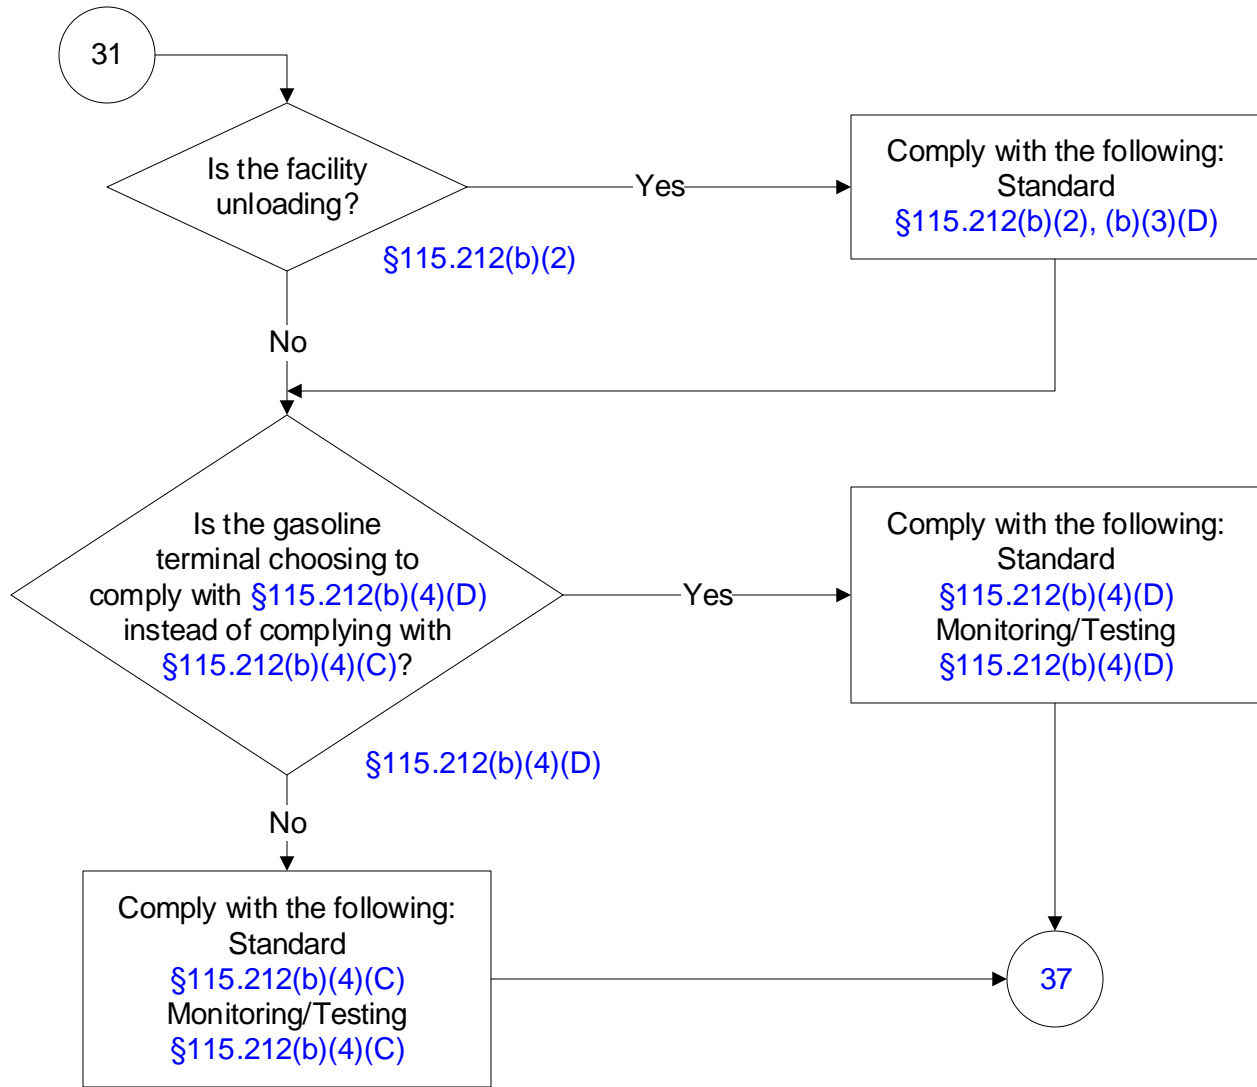 31
Is the facility
unloading?
Yes
Comply with the following:
Standard
§115.212(b)(2), (b)(3)(D)
§115.212(b)(2)
No
Is the gasoline
terminal choosing to
comply with §115.212(b)(4)(D)
instead of complying with
§115.212(b)(4)(C)?
Yes
Comply with the following:
Standard
§115.212(b)(4)(D)
Monitoring/Testing
§115.212(b)(4)(D)
§115.212(b)(4)(D)
No
Comply with the following:
Standard
§115.212(b)(4)(C)
Monitoring/Testing
§115.212(b)(4)(C)
37